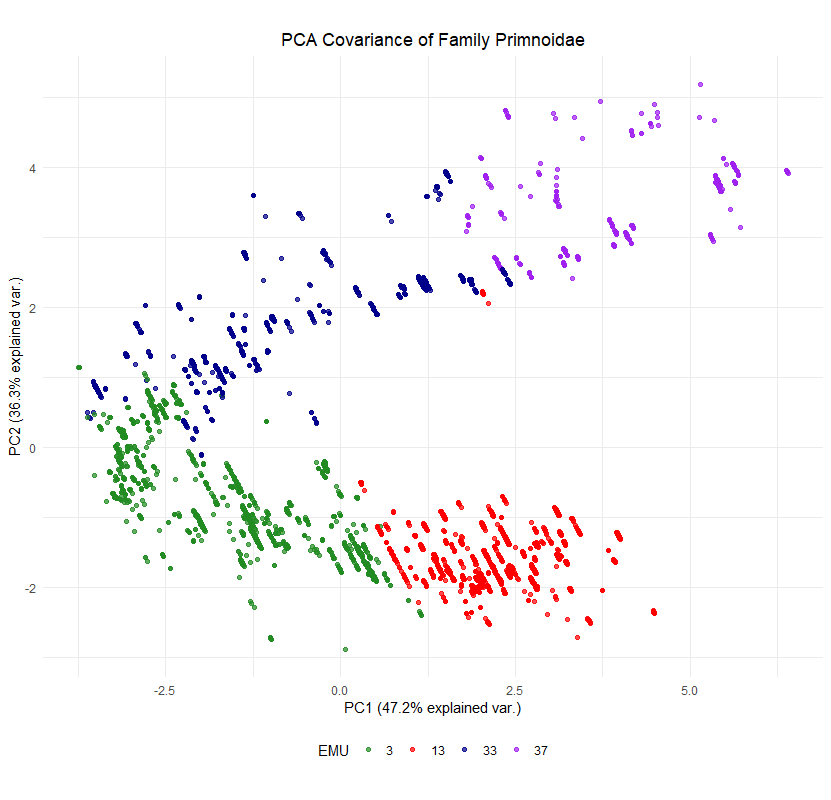 PCA Covariance of Family Primnoidae
PC2 (36.3% explained var.)
4
2
0
-2
-2.5 0.0 2.5 5.0
PC1 (47.2% explained var.)
EMU 3 13 33 37